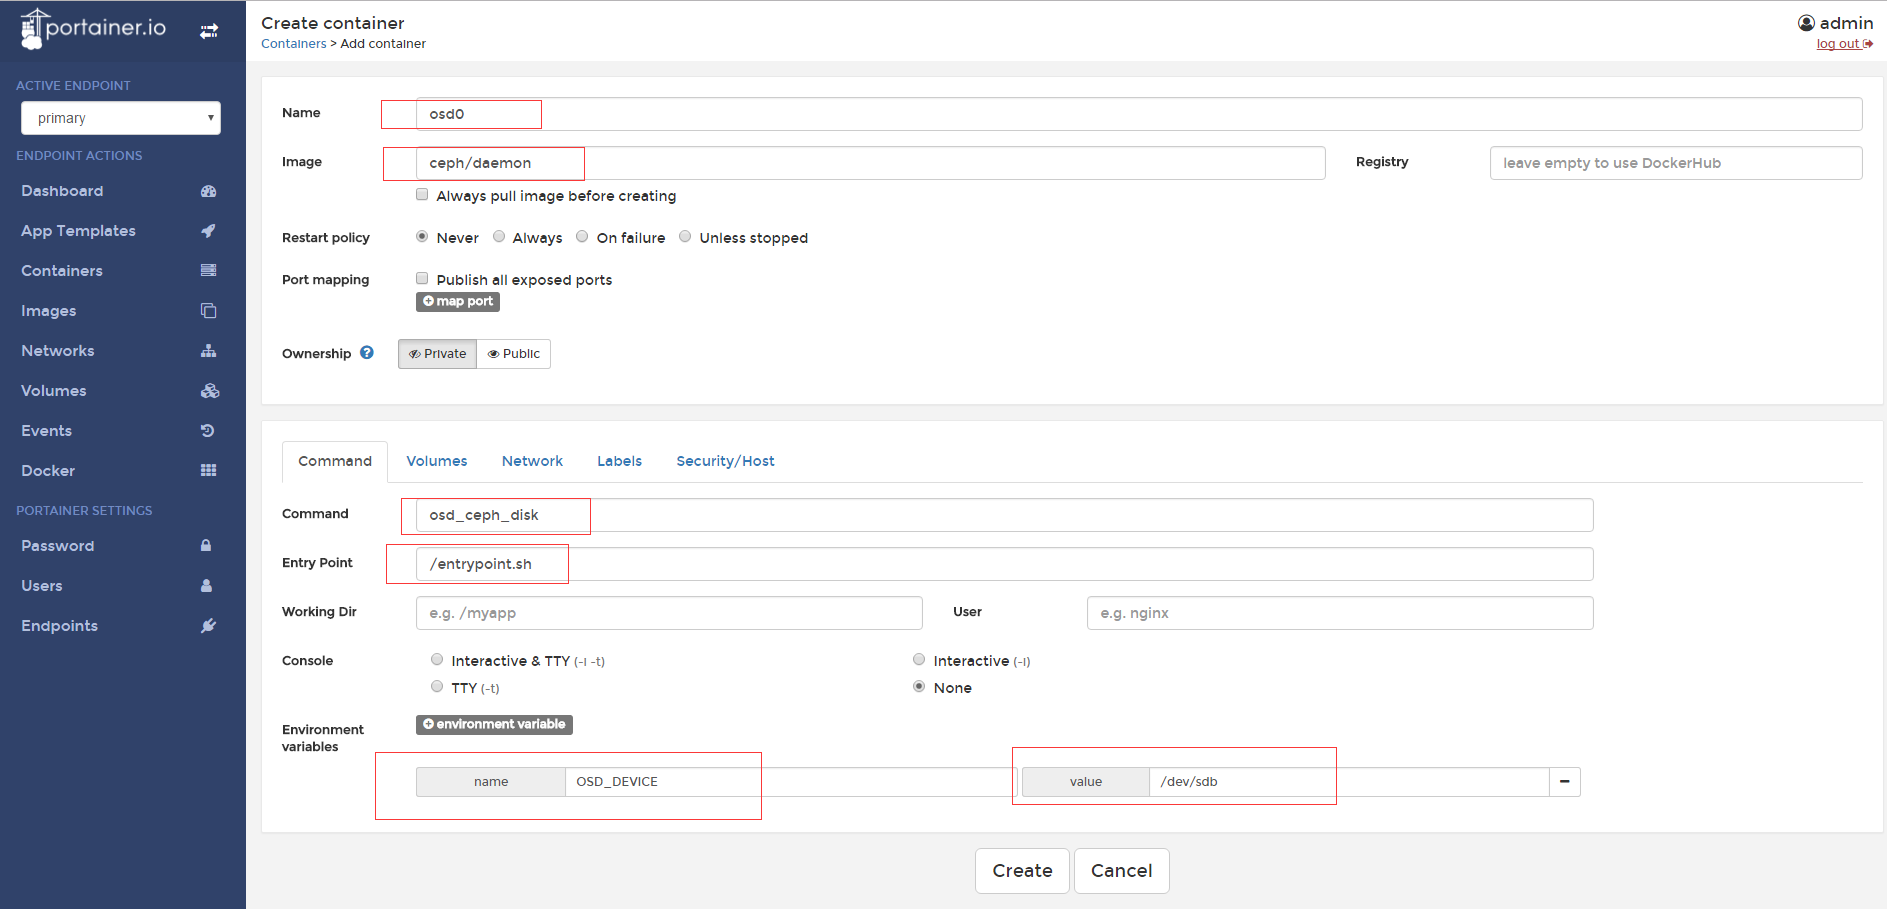 portainer.io
ACTIVE ENDPOINT
primary
ENDPOINT ACTIONS
Dashboard
App Templates
Containers
Images
Networks
Volumes
Events
Docker
PORTAINER SETTINGS
Password
Users
Endpoints
Create container
Containers > Add container
admin
log out
Name osd0
Image ceph/daemon Registry leave empty to use DockerHub
Always pull image before creating
Restart policy Never Always On failure Unless stopped
Port mapping Publish all exposed ports
map port
Ownership Private Public
Command Volumes Network Labels Security/Host
Command osd_ceph_disk
Entry Point /entrypoint.sh
Working Dir e.g. /myapp User e.g. nginx
Console Interactive & TTY (-i -t) Interactive (-i)
TTY (-t) None
Environment environment variable
variables
name OSD_DEVICE value /dev/sdb
Create Cancel